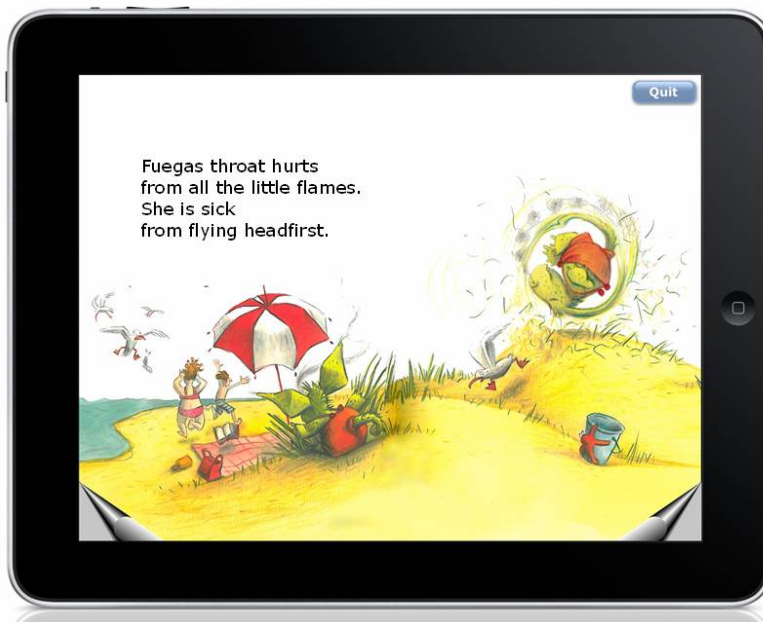 Quit
Fuegas throat hurts
from all the little flames.
She is sick
from flying headfirst.